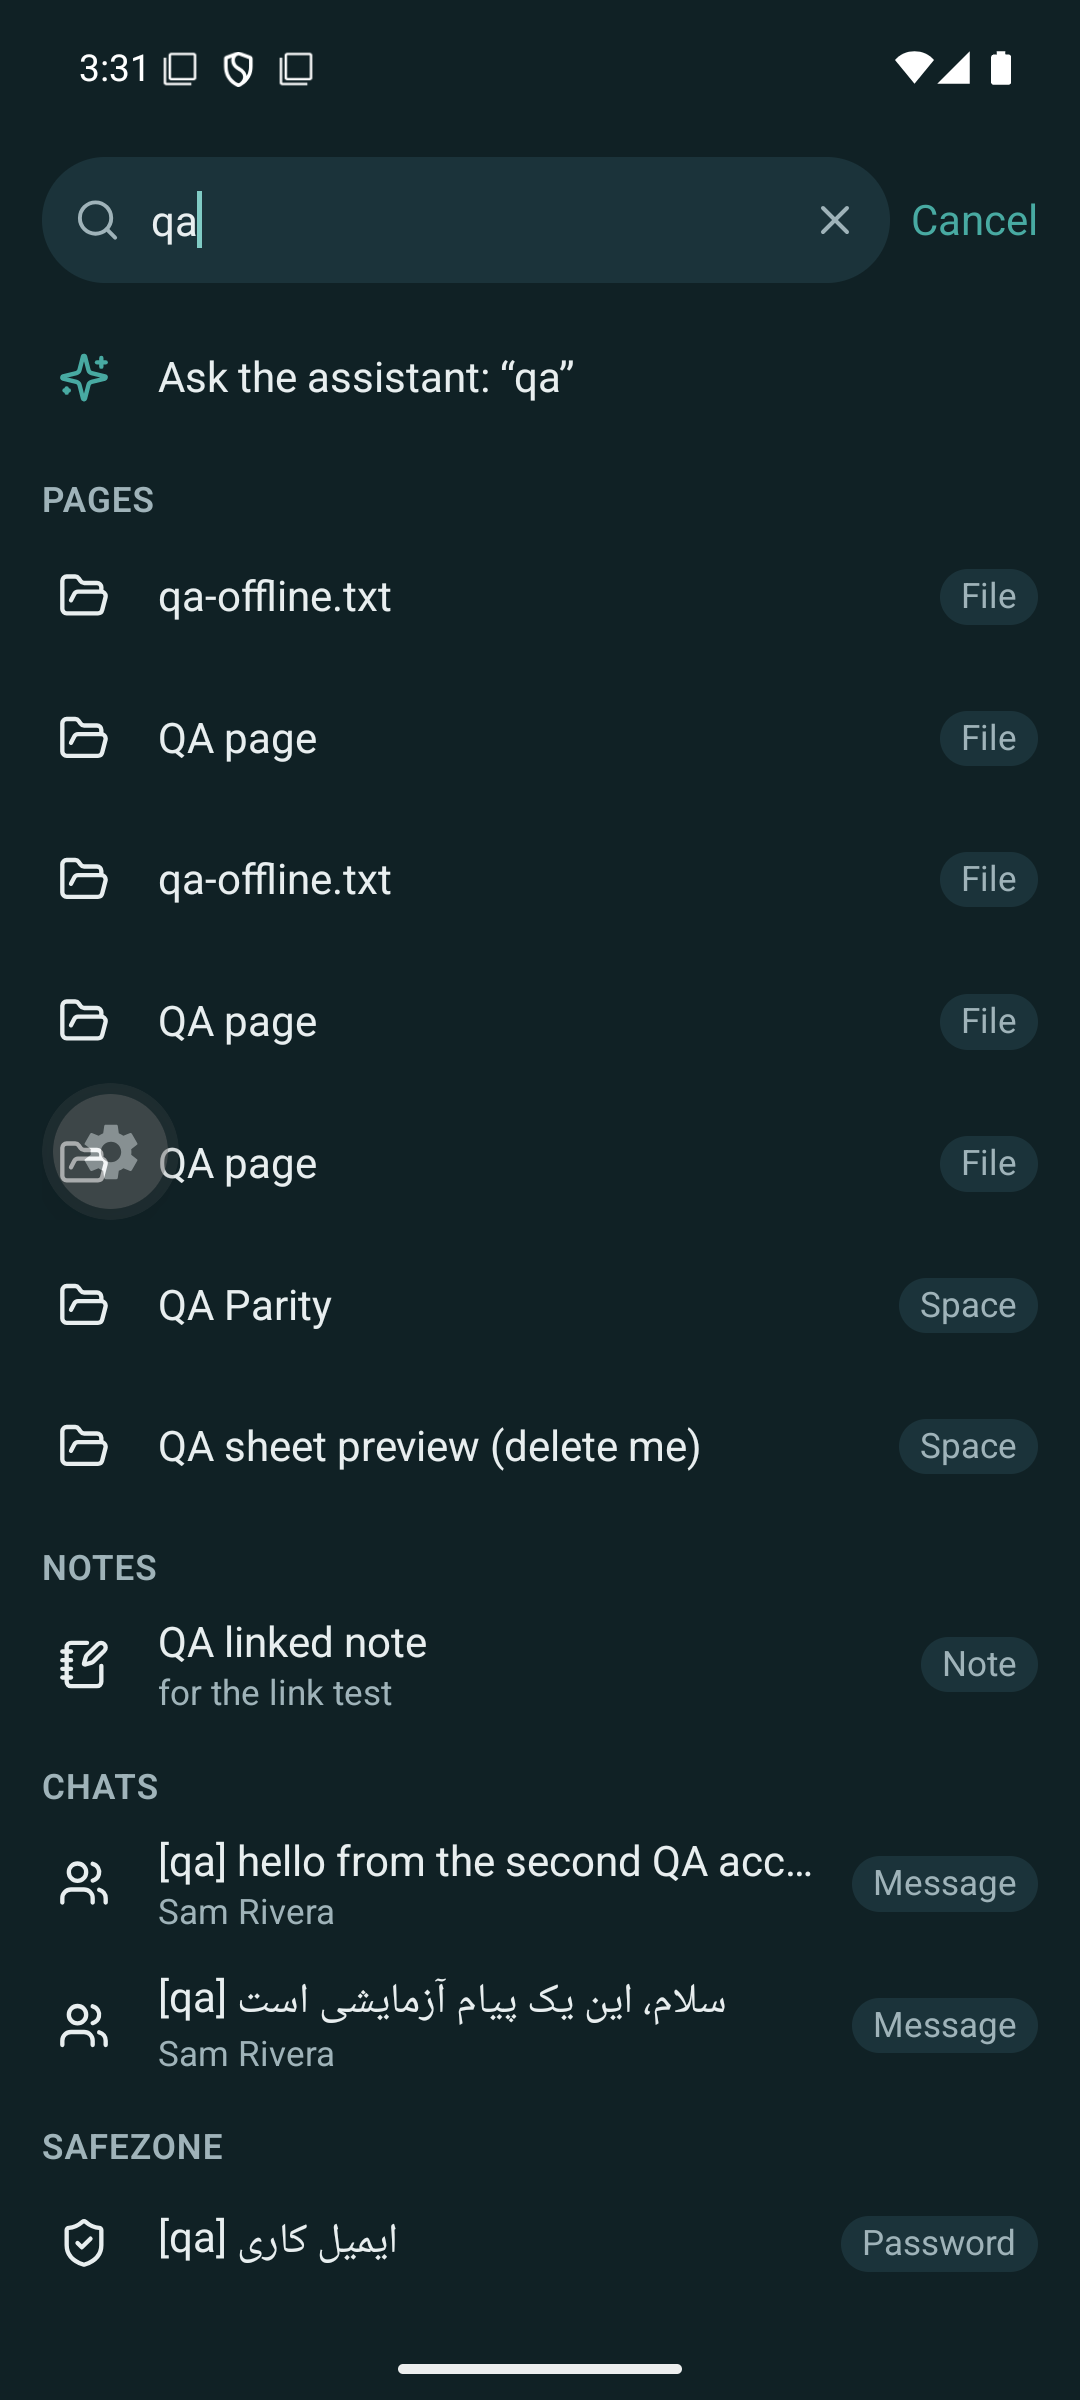 3:31
qa
Cancel
Ask the assistant: “qa”
PAGES
qa-offline.txt
File
QA page
File
qa-offline.txt
File
QA page
File
QA page
File
QA Parity
Space
QA sheet preview (delete me)
Space
NOTES
QA linked note
for the link test
Note
CHATS
[qa] hello from the second QA acc...
Sam Rivera
Message
[qa] سلام، این یک پیام آزمایشی است
Sam Rivera
Message
SAFEZONE
[qa] ایمیل کاری
Password